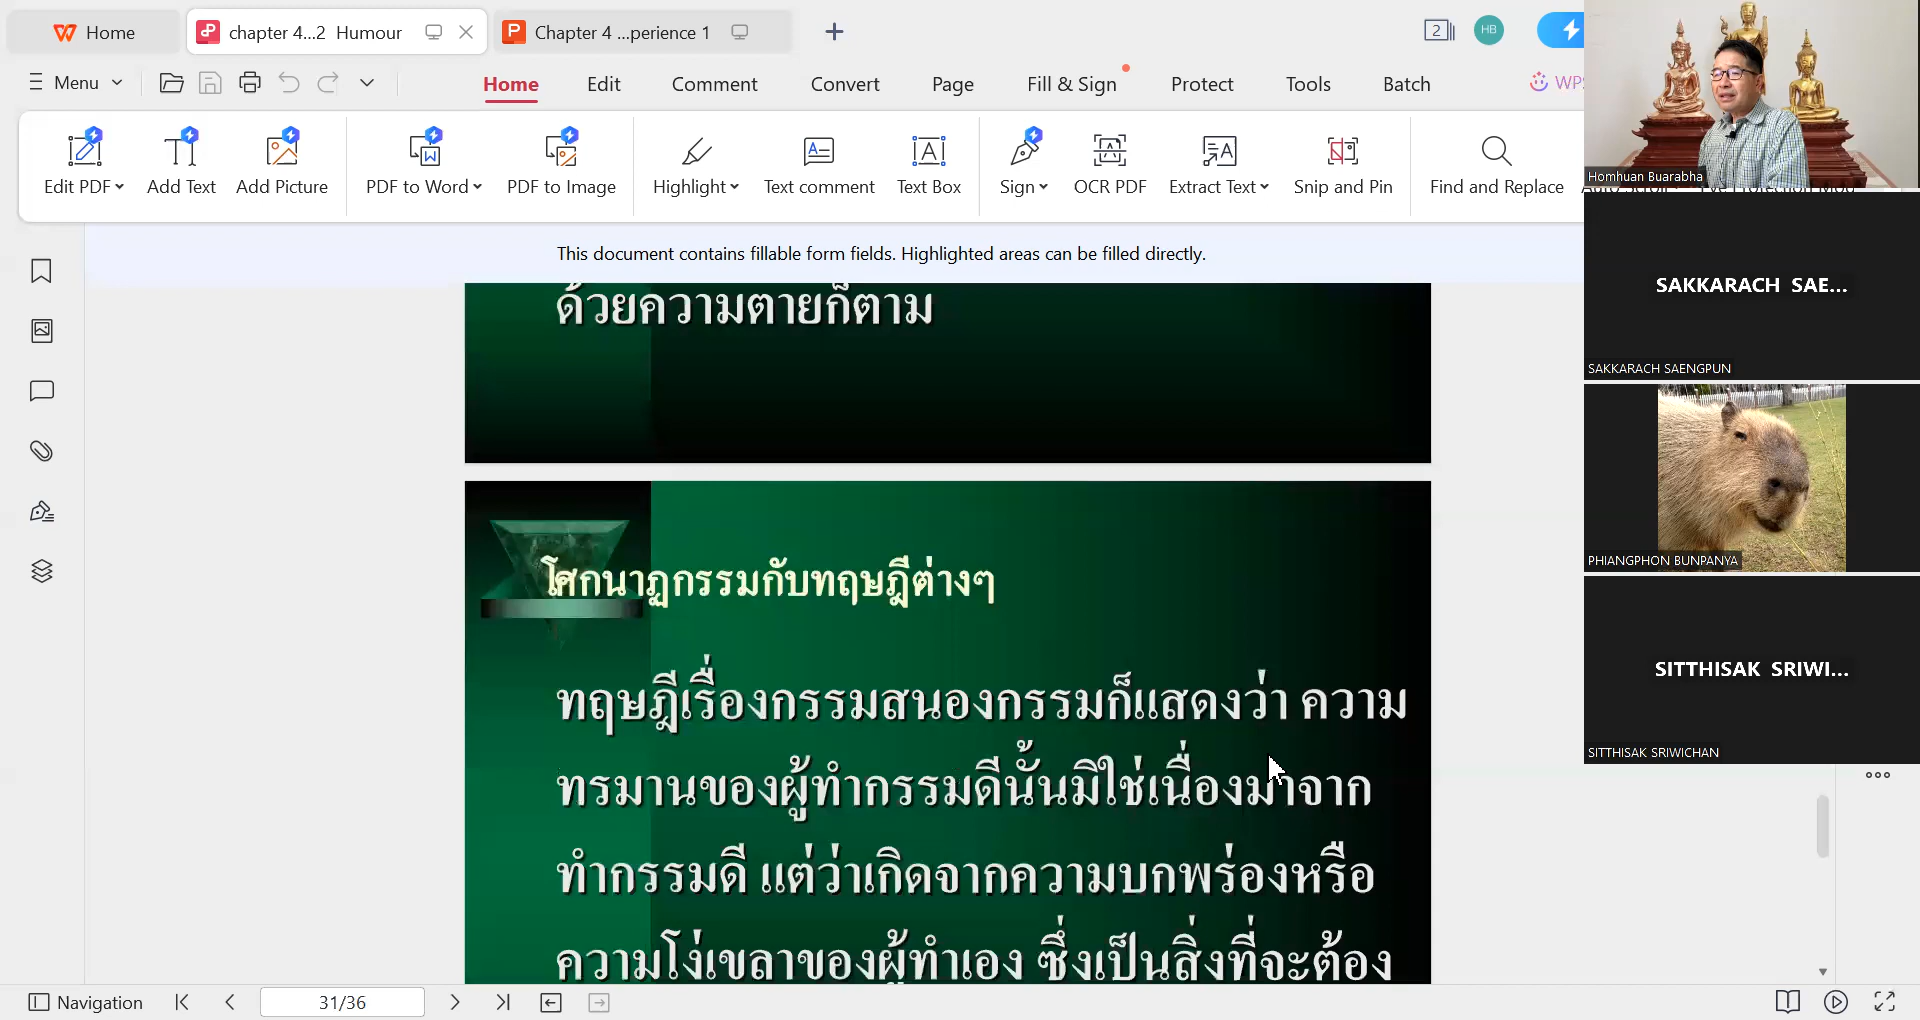 Home
chapter 4...2 Humour
Chapter 4 ...perience 1
2
HB
Menu
Home
Edit
Comment
Convert
Page
Fill & Sign
Protect
Tools
Batch
WPS
Edit PDF
Add Text
Add Picture
PDF to Word
PDF to Image
Highlight
Text comment
Text Box
Sign
OCR PDF
Extract Text
Snip and Pin
Find and Replace
This document contains fillable form fields. Highlighted areas can be filled directly.
ด้วยความตายก็ตาม
โศกนาฏกรรมกับทฤษฎีต่างๆ
ทฤษฎีเรื่องกรรมสนองกรรมก็แสดงว่า ความ
ทรมานของผู้ทำกรรมดีนั้นมิใช่เนื่องมาจาก
ทำกรรมดี แต่ว่าเกิดจากความบกพร่องหรือ
ความโง่เขลาของผู้ทำเอง ซึ่งเป็นสิ่งที่จะต้อง
Homhuan Buarabha
SAKKARACH SAE...
SAKKARACH SAENGPUN
PHIANGPHON BUNPANYA
SITTHISAK SRIWI...
SITTHISAK SRIWICHAN
Navigation
31/36